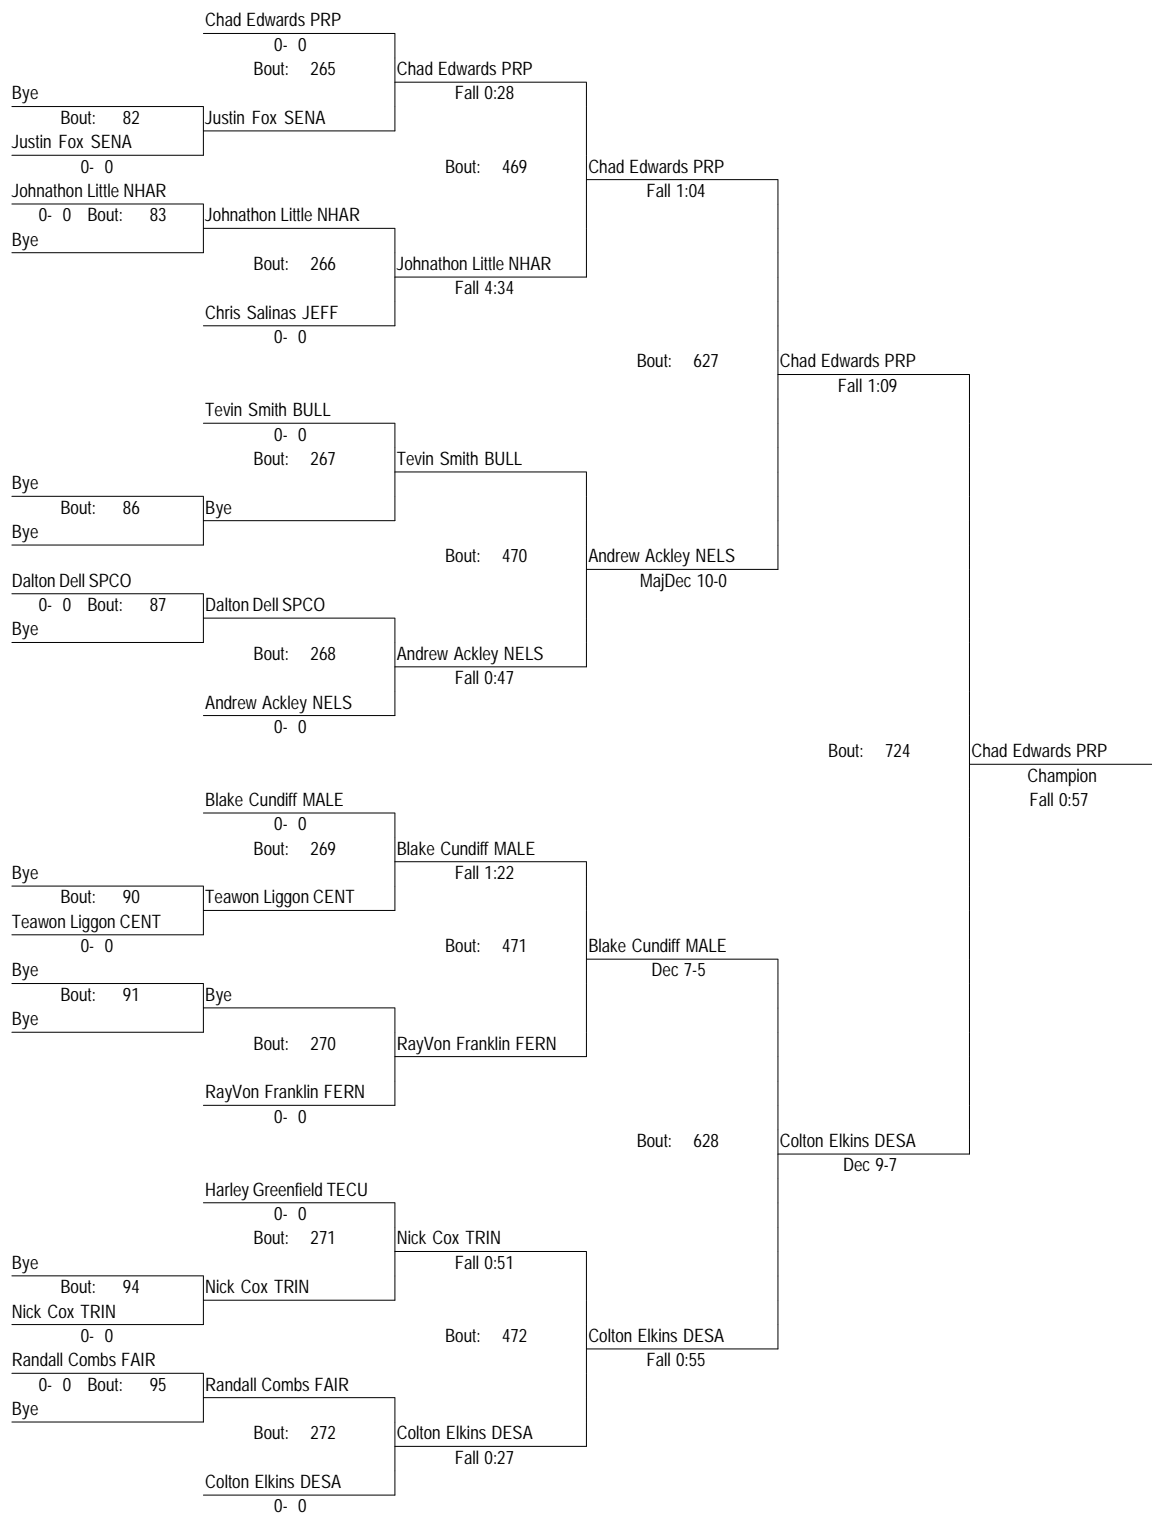 Chad Edwards PRP
0- 0
Bout: 265
Chad Edwards PRP
Bye
Fall 0:28
Bout: 82
Justin Fox SENA
Justin Fox SENA
0- 0
Bout: 469
Chad Edwards PRP
Johnathon Little NHAR
Fall 1:04
0- 0 Bout: 83
Johnathon Little NHAR
Bye
Bout: 266
Johnathon Little NHAR
Fall 4:34
Chris Salinas JEFF
0- 0
Bout: 627
Chad Edwards PRP
Fall 1:09
Tevin Smith BULL
0- 0
Bout: 267
Tevin Smith BULL
Bye
Bout: 86
Bye
Bye
Bout: 470
Andrew Ackley NELS
Dalton Dell SPCO
MajDec 10-0
0- 0 Bout: 87
Dalton Dell SPCO
Bye
Bout: 268
Andrew Ackley NELS
Fall 0:47
Andrew Ackley NELS
0- 0
Bout: 724
Chad Edwards PRP
Champion
Blake Cundiff MALE
Fall 0:57
0- 0
Bout: 269
Blake Cundiff MALE
Bye
Fall 1:22
Bout: 90
Teawon Liggon CENT
Teawon Liggon CENT
0- 0
Bout: 471
Blake Cundiff MALE
Bye
Dec 7-5
Bout: 91
Bye
Bye
Bout: 270
RayVon Franklin FERN
RayVon Franklin FERN
0- 0
Bout: 628
Colton Elkins DESA
Dec 9-7
Harley Greenfield TECU
0- 0
Bout: 271
Nick Cox TRIN
Bye
Fall 0:51
Bout: 94
Nick Cox TRIN
Nick Cox TRIN
0- 0
Bout: 472
Colton Elkins DESA
Randall Combs FAIR
Fall 0:55
0- 0 Bout: 95
Randall Combs FAIR
Bye
Bout: 272
Colton Elkins DESA
Fall 0:27
Colton Elkins DESA
0- 0